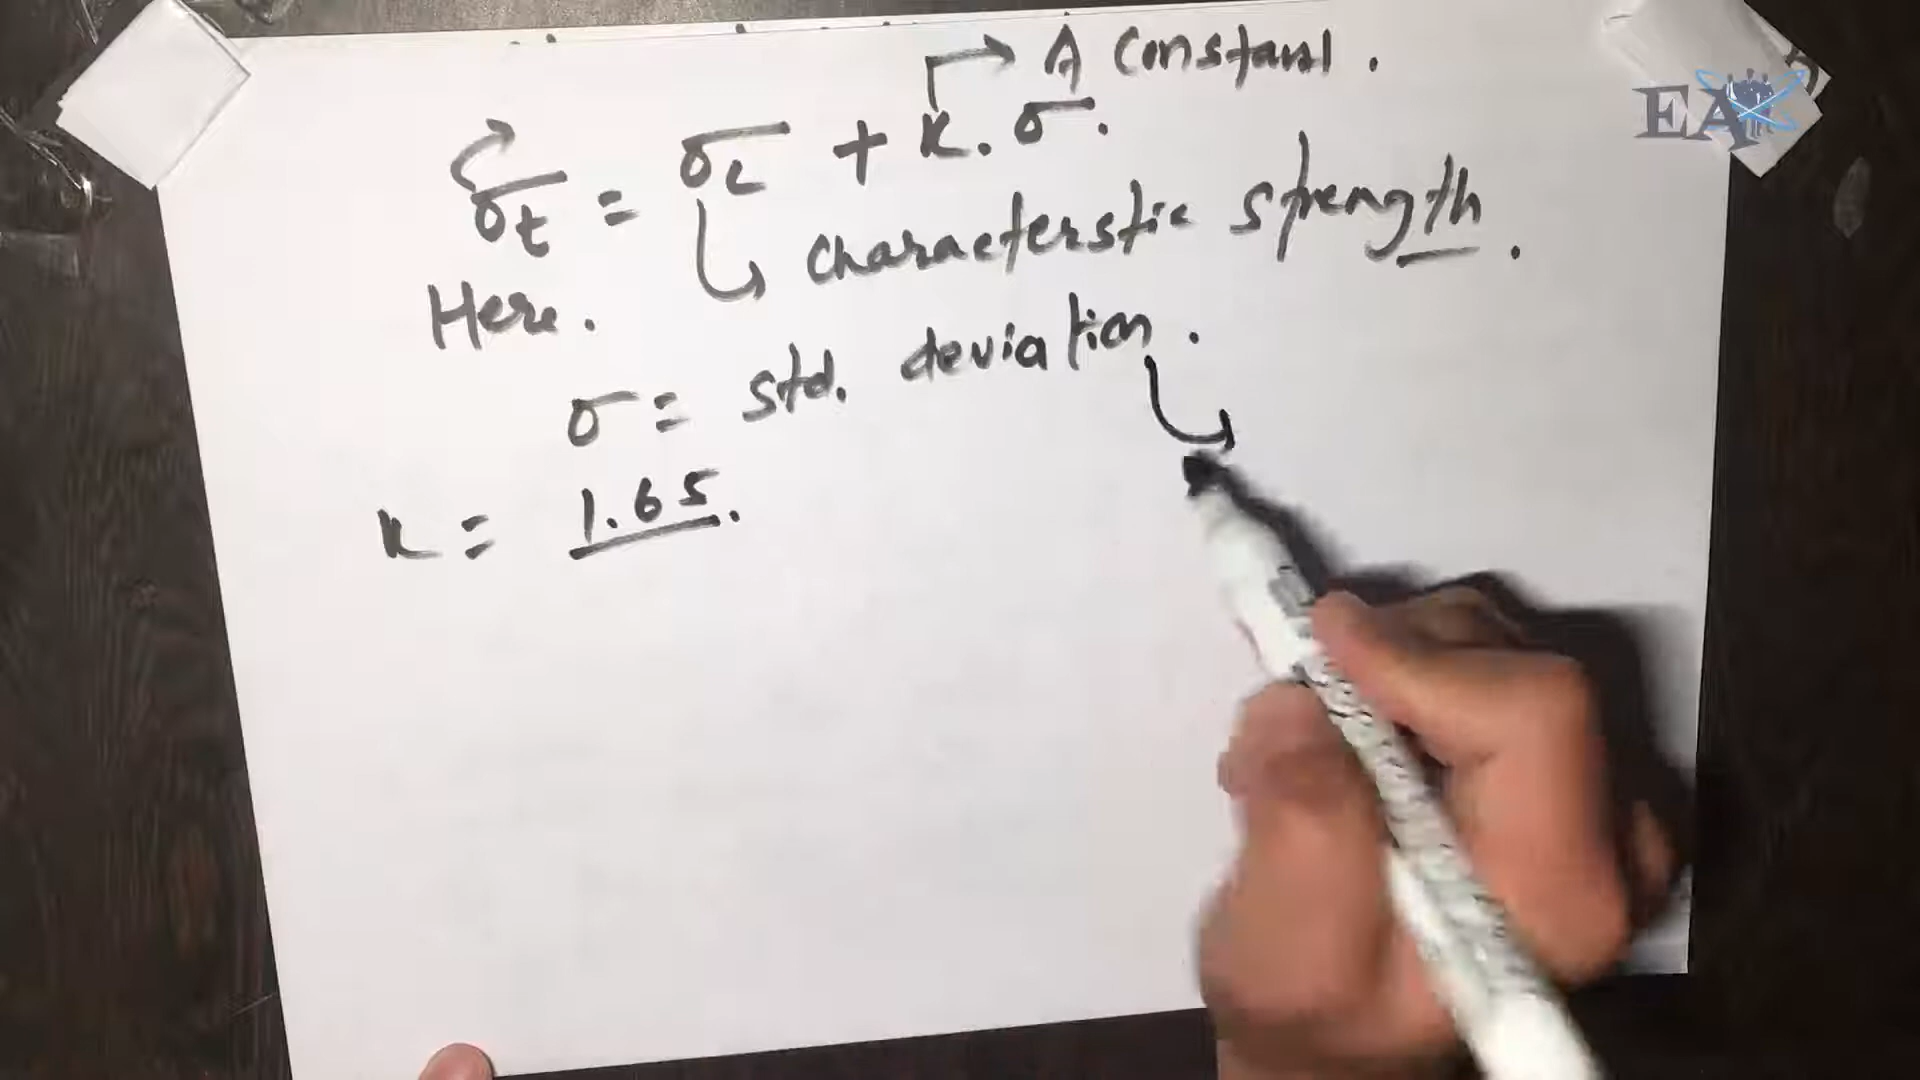 A constant.
σt = σc + K. σ.
characterstic strength.
Here.
σ = std. deviation.
K = 1.65.
EA